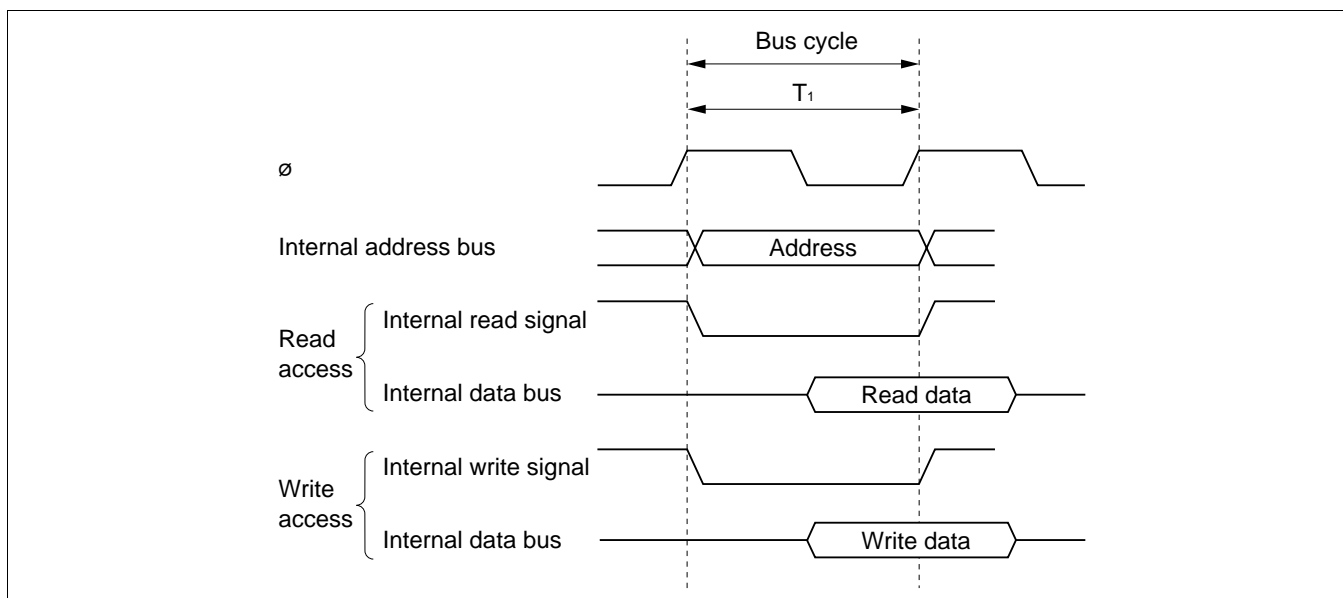 Bus cycle
T₁
ø
Internal address bus
Address
Read
access
Internal read signal
Internal data bus
Read data
Write
access
Internal write signal
Internal data bus
Write data